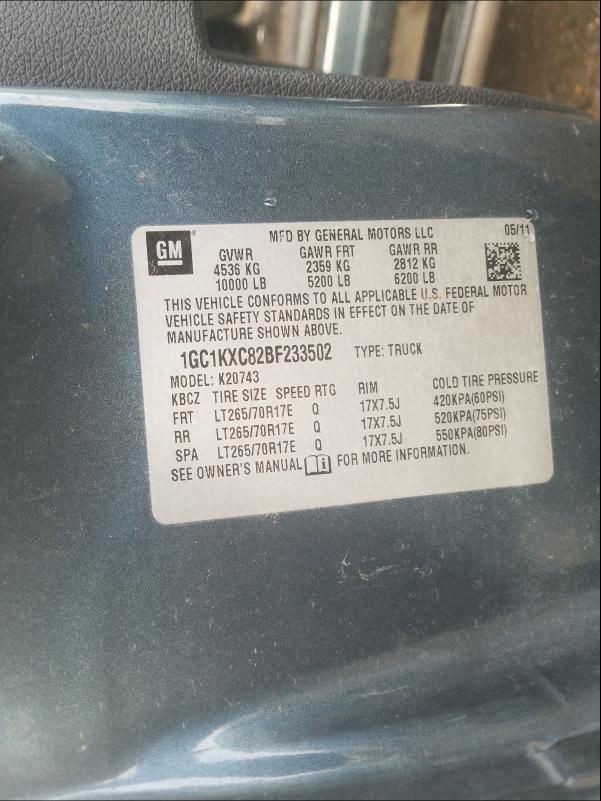 GM
MFD BY GENERAL MOTORS LLC 05/11
GVWR GAWR FRT GAWR RR
4536 KG 2359 KG 2812 KG
10000 LB 5200 LB 6200 LB
THIS VEHICLE CONFORMS TO ALL APPLICABLE U.S. FEDERAL MOTOR
VEHICLE SAFETY STANDARDS IN EFFECT ON THE DATE OF
MANUFACTURE SHOWN ABOVE.
1GC1KXC82BF233502 TYPE: TRUCK
MODEL: K20743
KBCZ TIRE SIZE SPEED RTG RIM COLD TIRE PRESSURE
FRT LT265/70R17E Q 17X7.5J 420KPA(60PSI)
RR LT265/70R17E Q 17X7.5J 520KPA(75PSI)
SPA LT265/70R17E Q 17X7.5J 550KPA(80PSI)
SEE OWNER'S MANUAL i FOR MORE INFORMATION.